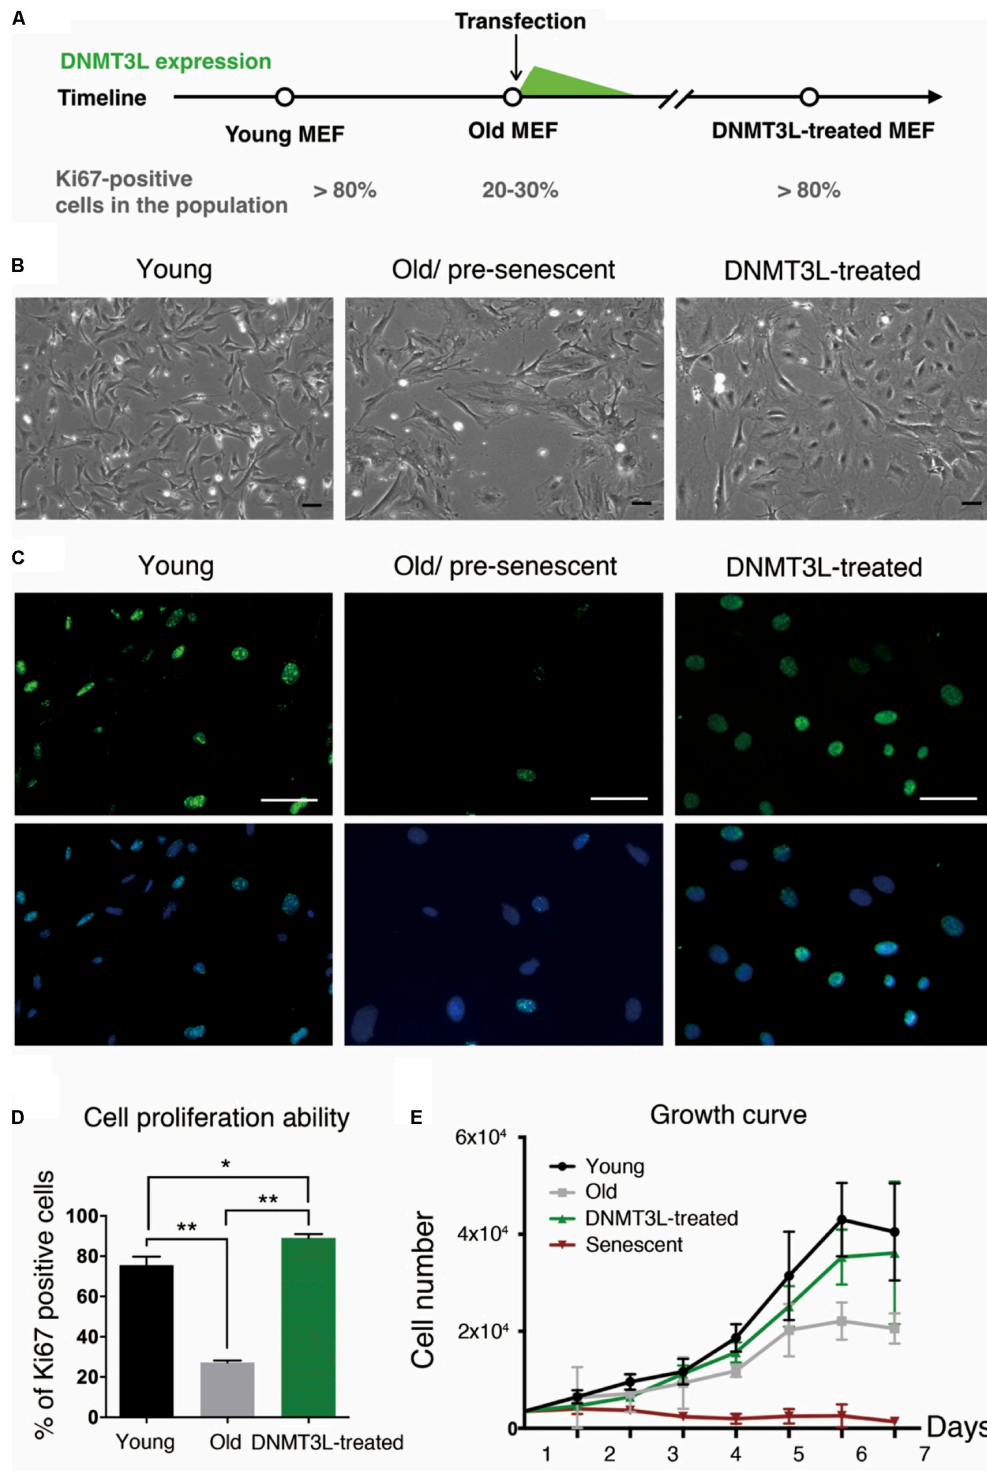 A
Transfection
DNMT3L expression
Timeline
Young MEF
Old MEF
DNMT3L-treated MEF
Ki67-positive
cells in the population
> 80%
20-30%
> 80%
B
Young
Old/ pre-senescent
DNMT3L-treated
C
Young
Old/ pre-senescent
DNMT3L-treated
D
Cell proliferation ability
% of Ki67 positive cells
*
**
**
100
80
60
40
20
0
Young
Old
DNMT3L-treated
E
Growth curve
Cell number
6x10⁴
4x10⁴
2x10⁴
0
Young
Old
DNMT3L-treated
Senescent
1 2 3 4 5 6 7
Days